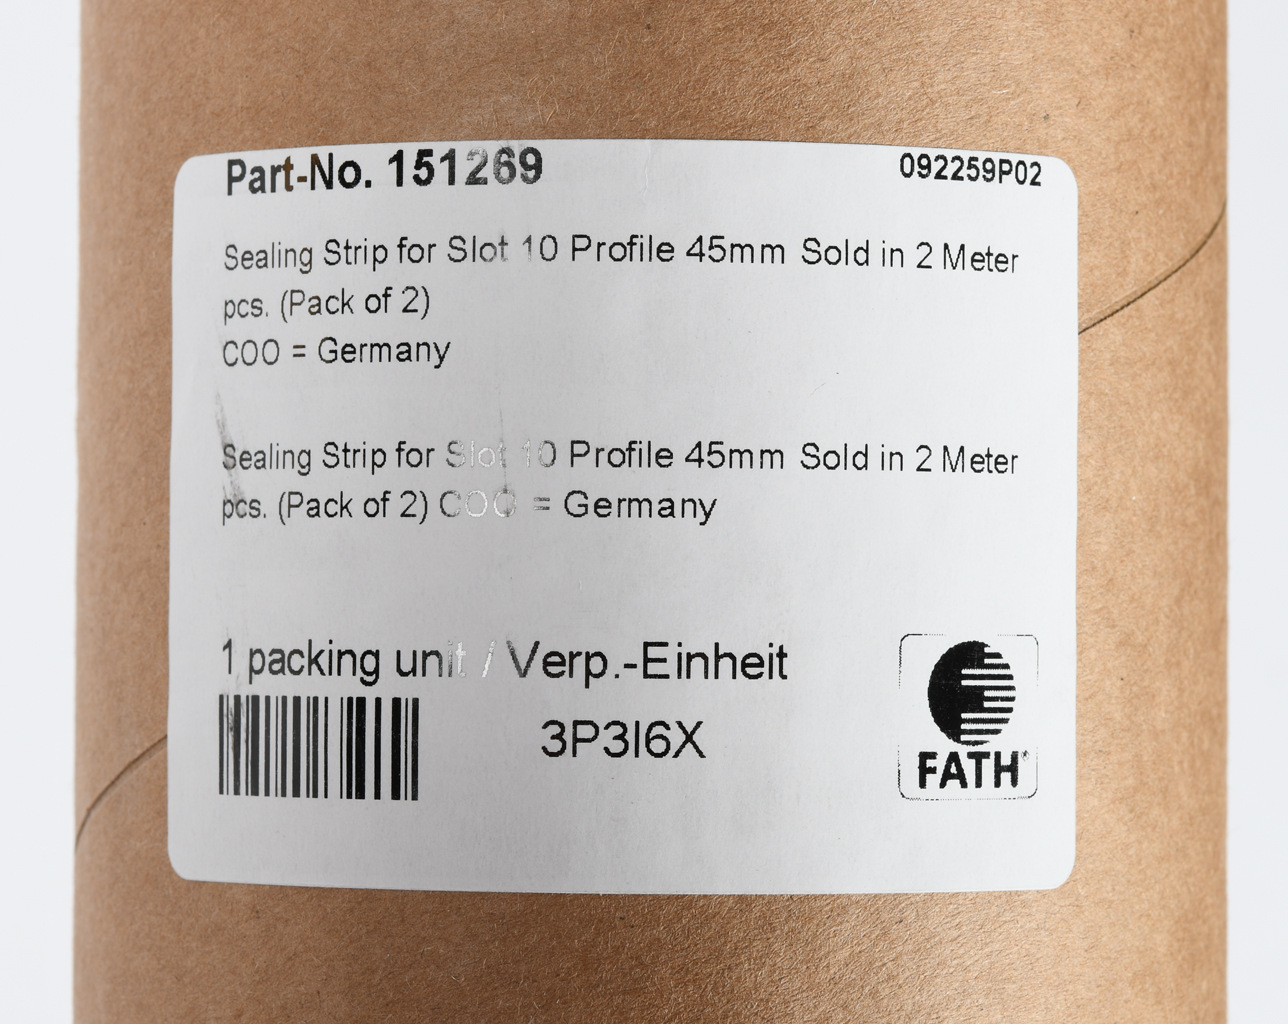 Part-No. 151269
092259P02
Sealing Strip for Slot 10 Profile 45mm Sold in 2 Meter
pcs. (Pack of 2)
COO = Germany
Sealing Strip for Slot 10 Profile 45mm Sold in 2 Meter
pcs. (Pack of 2) COO = Germany
1 packing unit / Verp.-Einheit
3P3I6X
FATH®